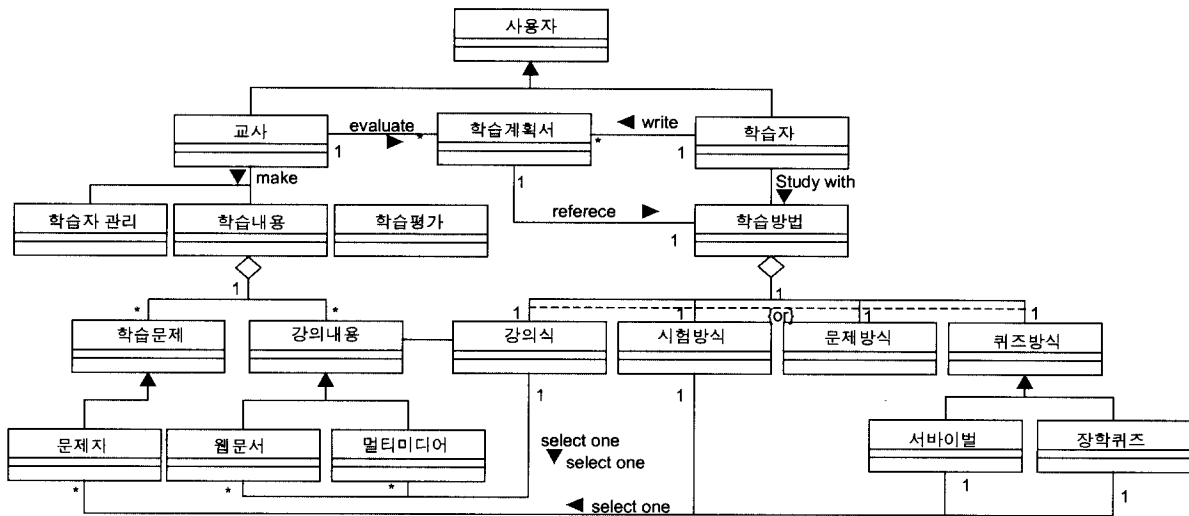 사용자
교사
evaluate
*
1
학습계획서
write
*
1
학습자
make
1
Study with
학습자 관리
학습내용
학습평가
referece
1
학습방법
1
1
*
*
1
1
1
1
{or}
학습문제
강의내용
강의식
시험방식
문제방식
퀴즈방식
1
1
문제지
웹문서
멀티미디어
select one
select one
서바이벌
장학퀴즈
*
*
*
select one
1
1